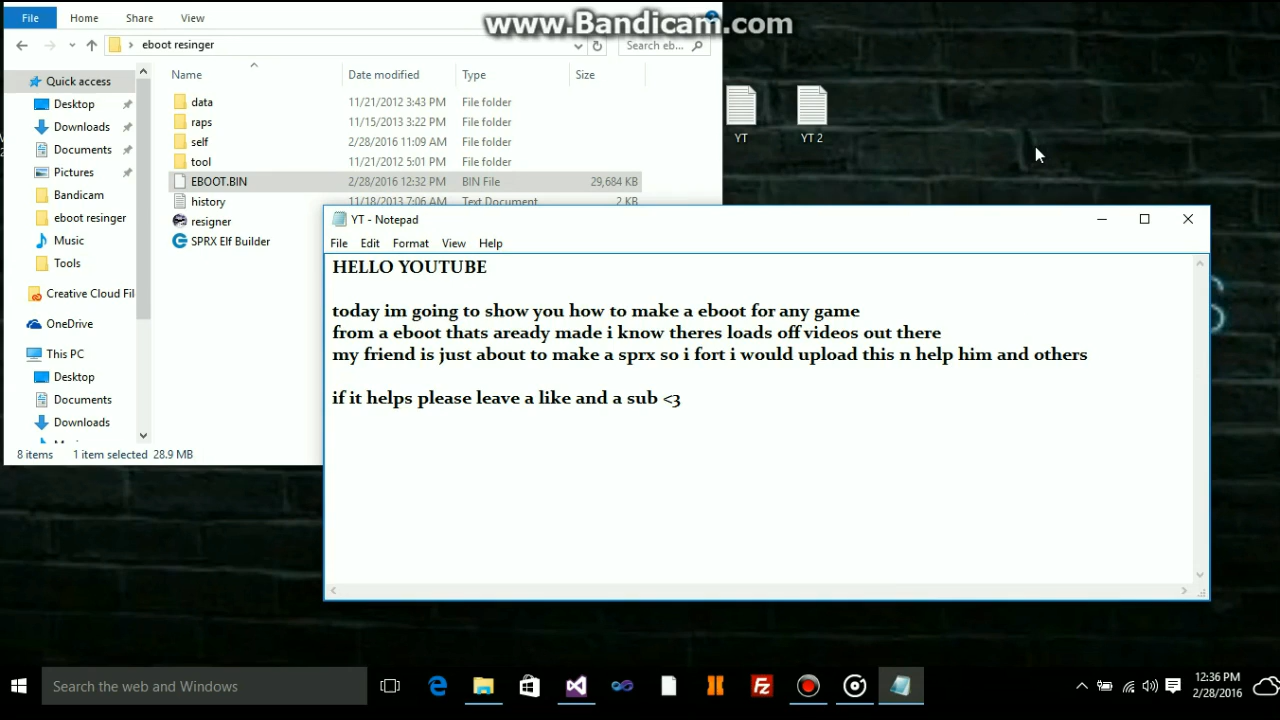 www.Bandicam.com
File Home Share View
eboot resinger
Search eb...
Name Date modified Type Size
Quick access
Desktop
Downloads
Documents
Pictures
Bandicam
eboot resinger
Music
Tools
Creative Cloud Fil
OneDrive
This PC
Desktop
Documents
Downloads
data 11/21/2012 3:43 PM File folder
raps 11/15/2013 3:22 PM File folder
self 2/28/2016 11:09 AM File folder
tool 11/21/2012 5:01 PM File folder
EBOOT.BIN 2/28/2016 12:32 PM BIN File 29,684 KB
history 11/18/2013 7:06 AM Text Document 2 KB
resigner
SPRX Elf Builder
8 items 1 item selected 28.9 MB
YT
YT 2
YT - Notepad
File Edit Format View Help
HELLO YOUTUBE
today im going to show you how to make a eboot for any game
from a eboot thats aready made i know theres loads off videos out there
my friend is just about to make a sprx so i fort i would upload this n help him and others
if it helps please leave a like and a sub <3
Search the web and Windows
12:36 PM
2/28/2016